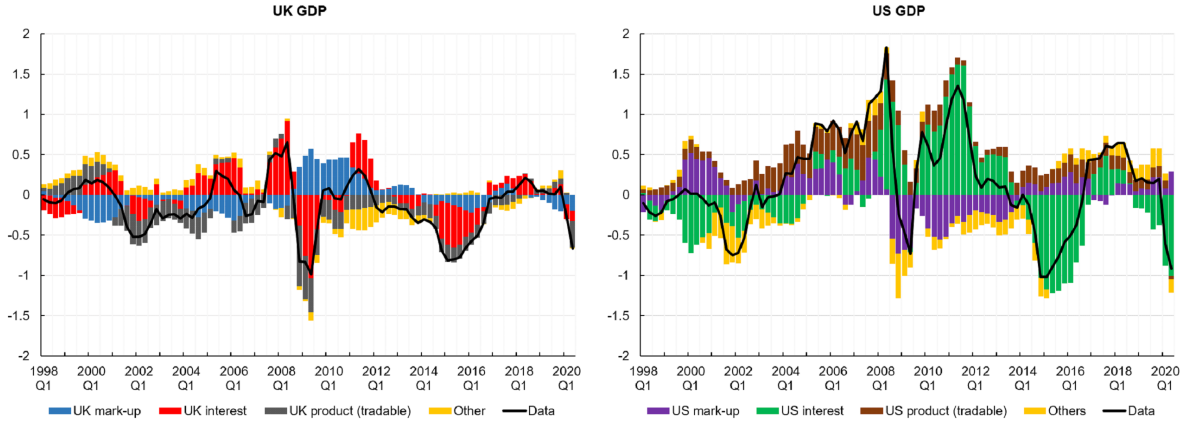 UK GDP
2
1.5
1
0.5
0
-0.5
-1
-1.5
-2
1998 2000 2002 2004 2006 2008 2010 2012 2014 2016 2018 2020
Q1 Q1 Q1 Q1 Q1 Q1 Q1 Q1 Q1 Q1 Q1 Q1
UK mark-up UK interest UK product (tradable) Other Data
US GDP
2
1.5
1
0.5
0
-0.5
-1
-1.5
-2
1998 2000 2002 2004 2006 2008 2010 2012 2014 2016 2018 2020
Q1 Q1 Q1 Q1 Q1 Q1 Q1 Q1 Q1 Q1 Q1 Q1
US mark-up US interest US product (tradable) Others Data